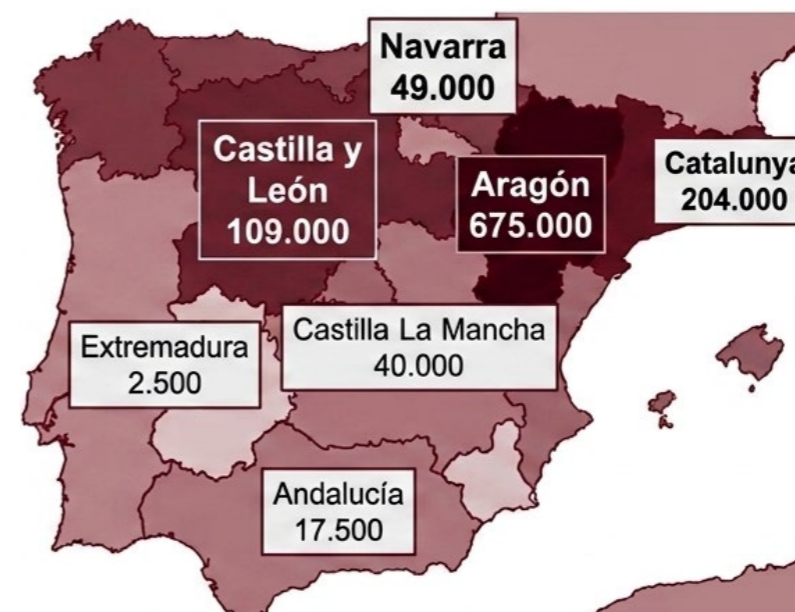 Navarra
49.000
Castilla y
León
109.000
Aragón
675.000
Catalunya
204.000
Extremadura
2.500
Castilla La Mancha
40.000
Andalucía
17.500